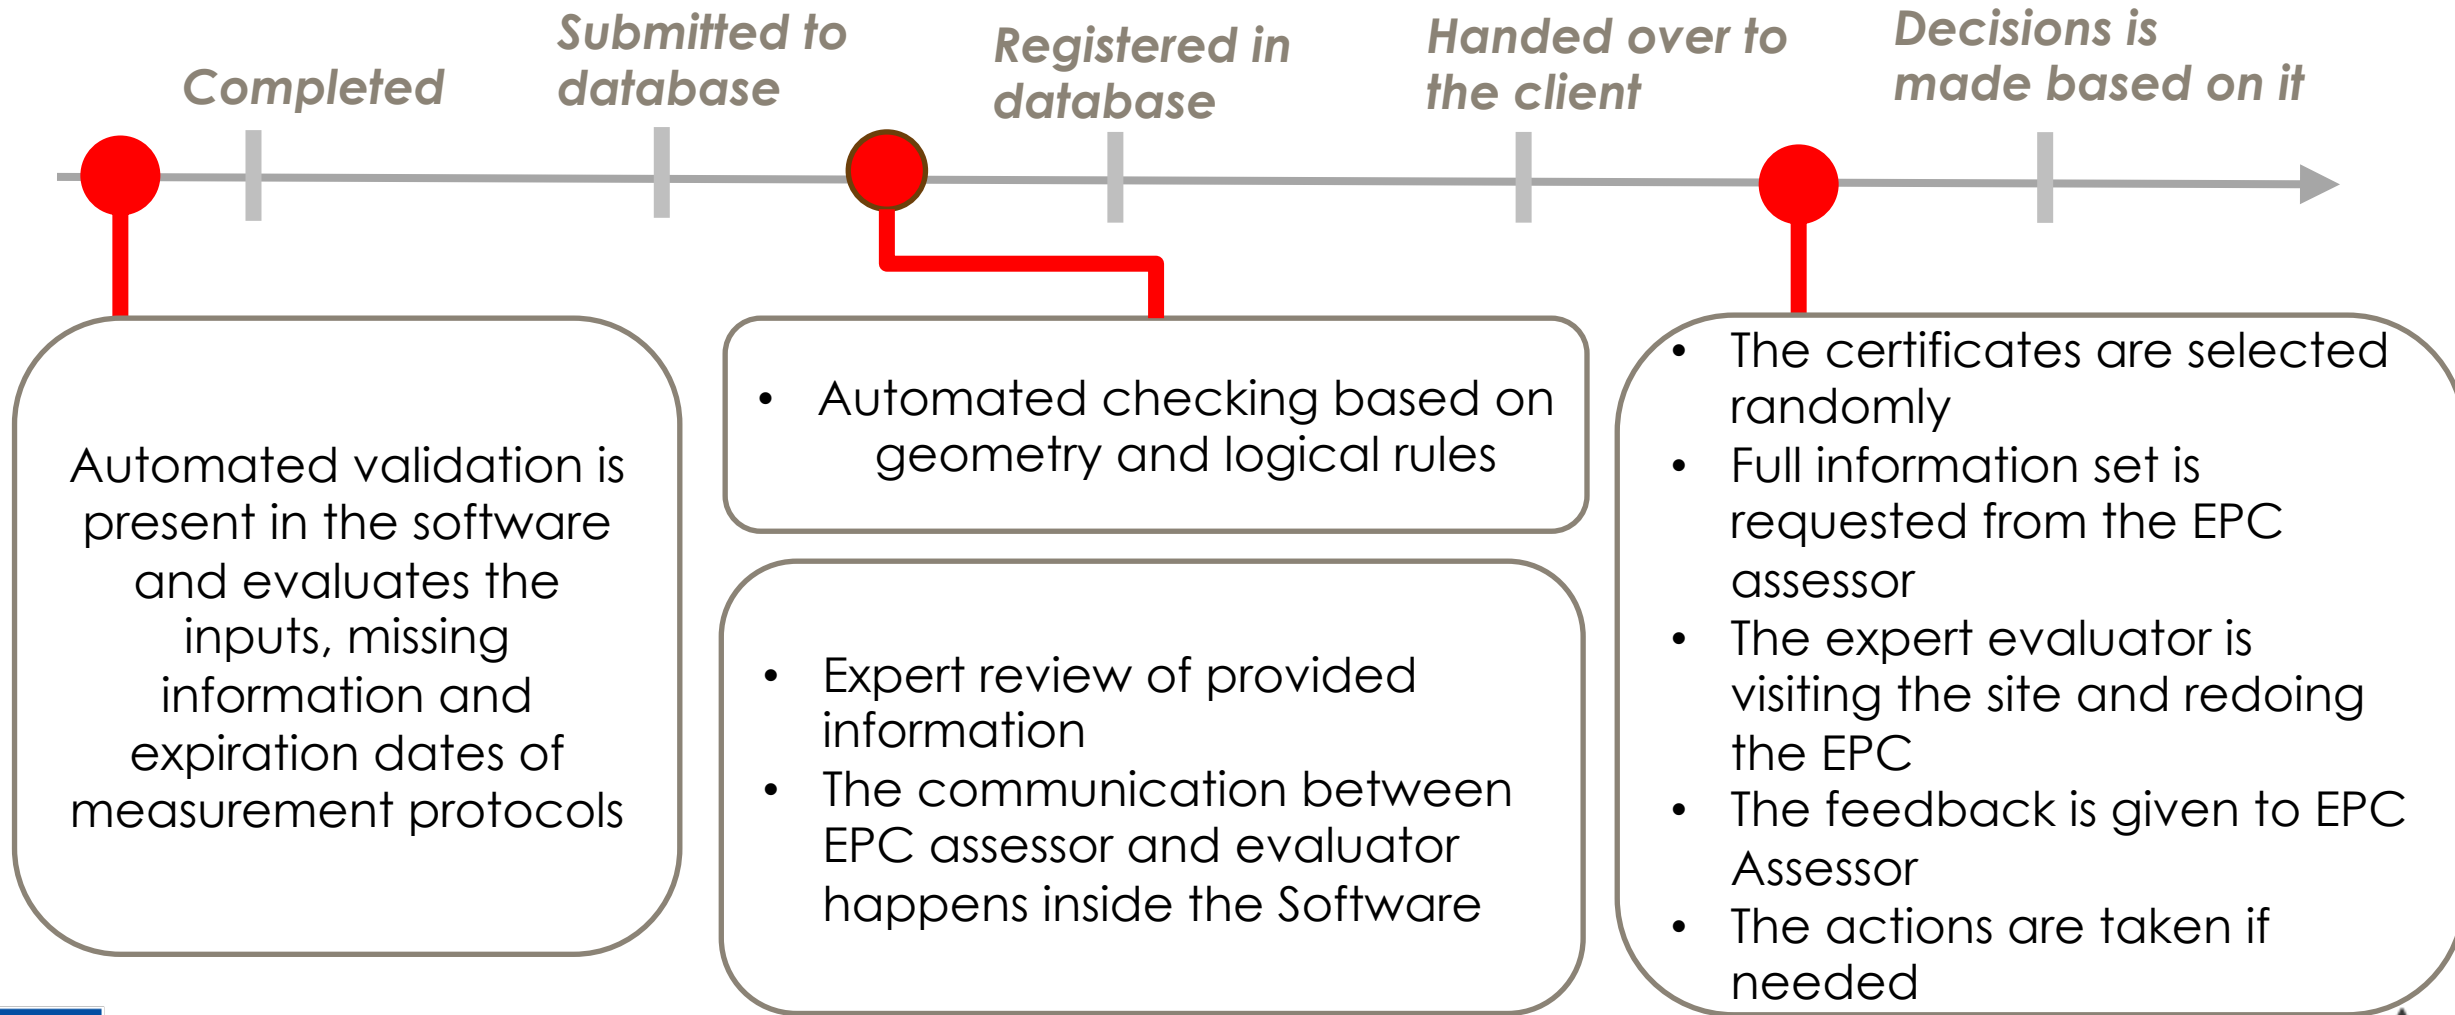 Completed
Submitted to
database
Registered in
database
Handed over to
the client
Decisions is
made based on it
Automated validation is
present in the software
and evaluates the
inputs, missing
information and
expiration dates of
measurement protocols
• Automated checking based on
geometry and logical rules
• Expert review of provided
information
• The communication between
EPC assessor and evaluator
happens inside the Software
• The certificates are selected
randomly
• Full information set is
requested from the EPC
assessor
• The expert evaluator is
visiting the site and redoing
the EPC
• The feedback is given to EPC
Assessor
• The actions are taken if
needed